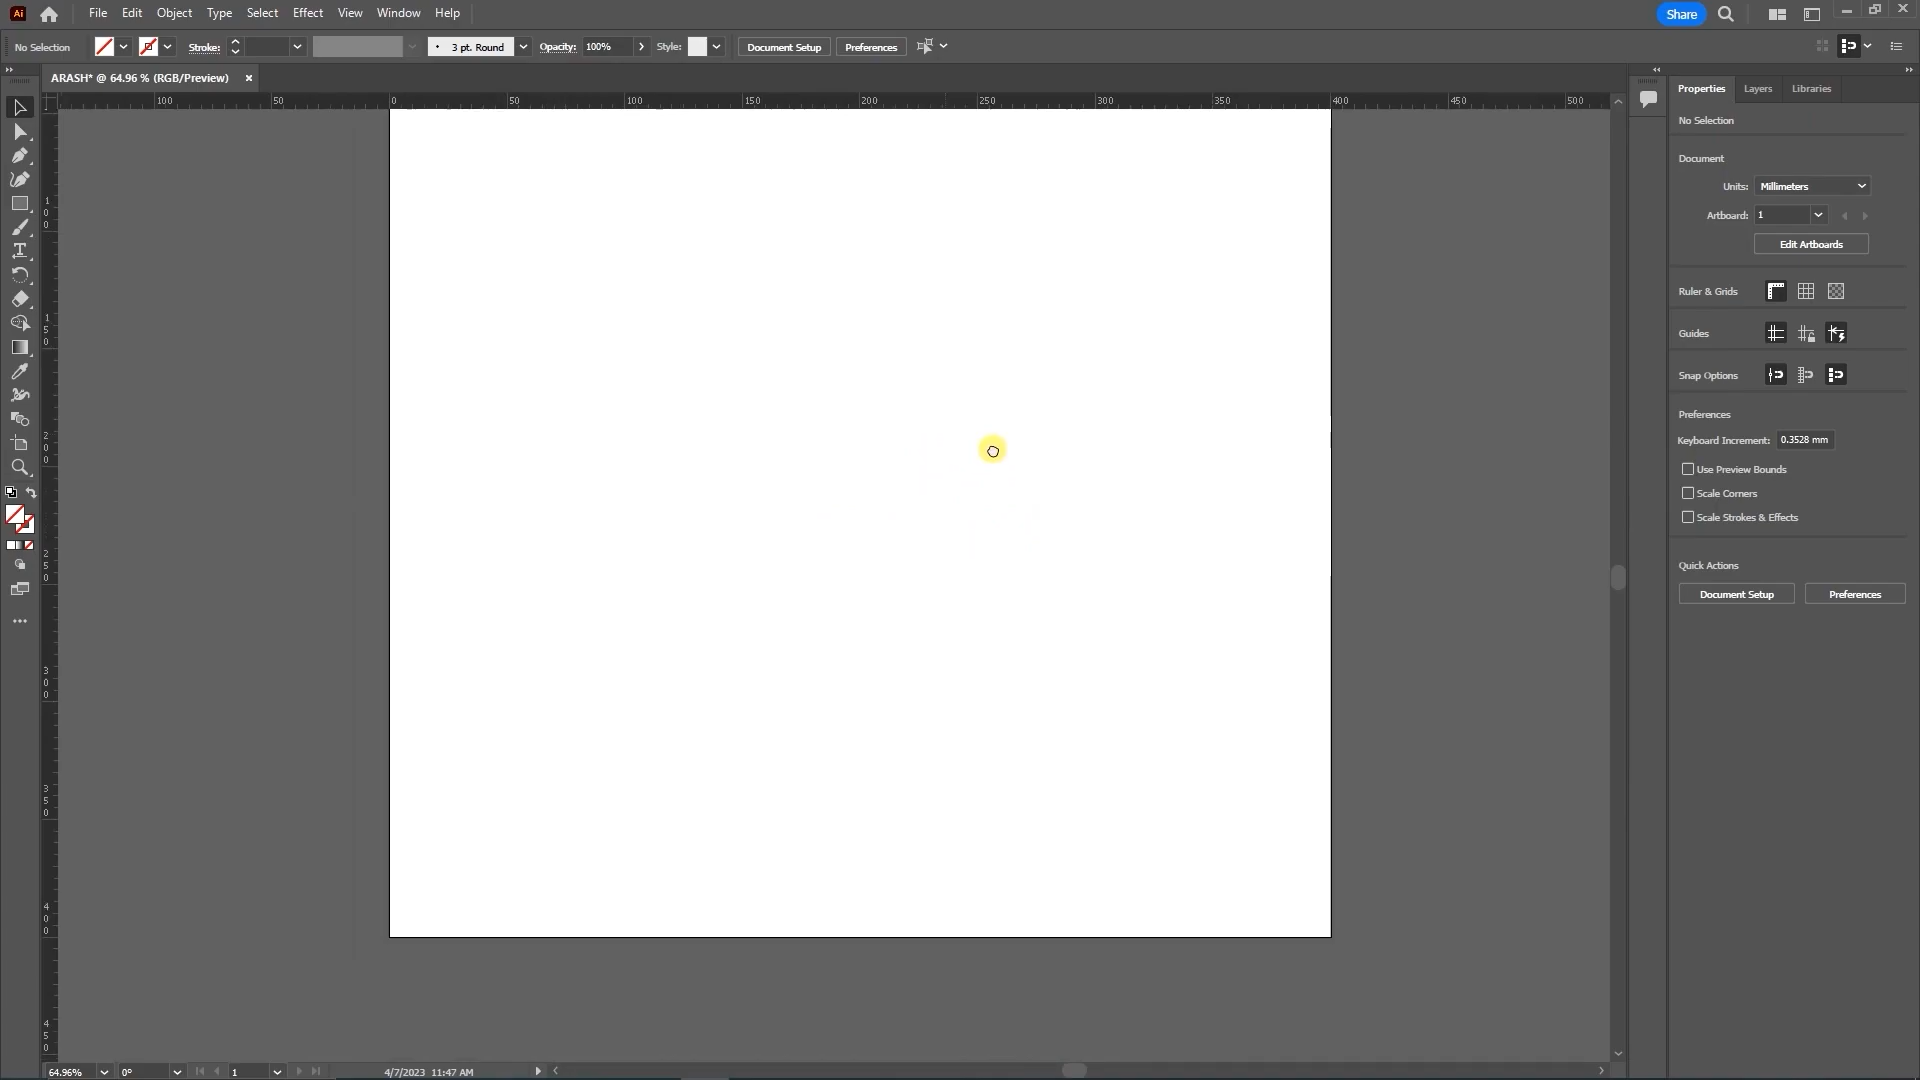 Ai File Edit Object Type Select Effect View Window Help Share
No Selection Stroke: 3 pt. Round Opacity: 100% Style: Document Setup Preferences
ARASH* @ 64.96 % (RGB/Preview) ×
100 50 0 50 100 150 200 250 300 350 400 450 500
100
150
200
250
300
350
400
450
Properties Layers Libraries
No Selection
Document
Units: Millimeters
Artboard: 1
Edit Artboards
Ruler & Grids
Guides
Snap Options
Preferences
Keyboard Increment: 0.3528 mm
Use Preview Bounds
Scale Corners
Scale Strokes & Effects
Quick Actions
Document Setup Preferences
64.96% 0° 1 4/7/2023 11:47 AM